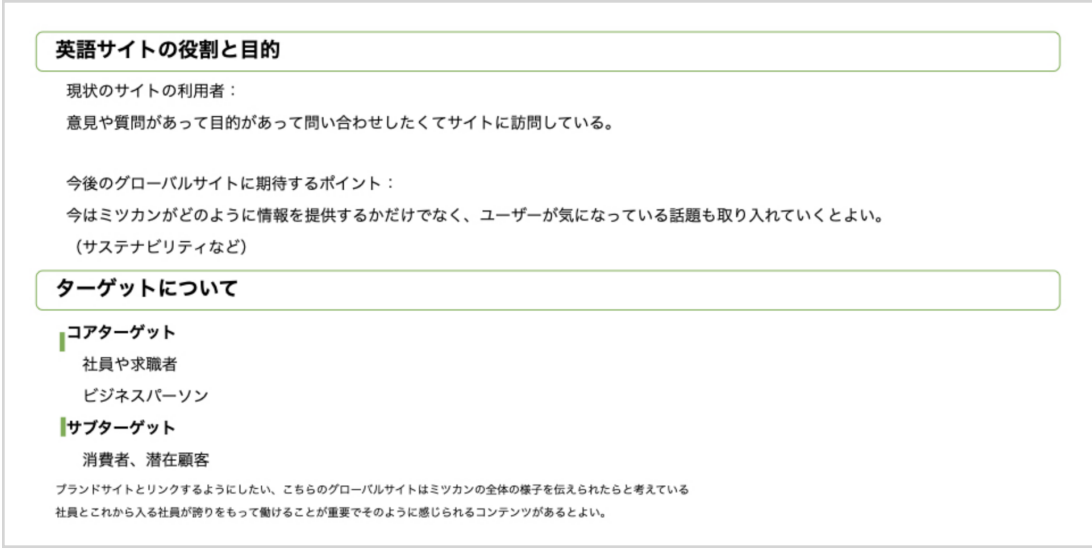 英語サイトの役割と目的
現状のサイトの利用者：
意見や質問があって目的があって問い合わせしたくてサイトに訪問している。
今後のグローバルサイトに期待するポイント：
今はミツカンがどのように情報を提供するかだけでなく、ユーザーが気になっている話題も取り入れていくとよい。
（サステナビリティなど）
ターゲットについて
コアターゲット
社員や求職者
ビジネスパーソン
サブターゲット
消費者、潜在顧客
ブランドサイトとリンクするようにしたい、こちらのグローバルサイトはミツカンの全体の様子を伝えられたらと考えている
社員とこれから入る社員が誇りをもって働けることが重要でそのように感じられるコンテンツがあるとよい。